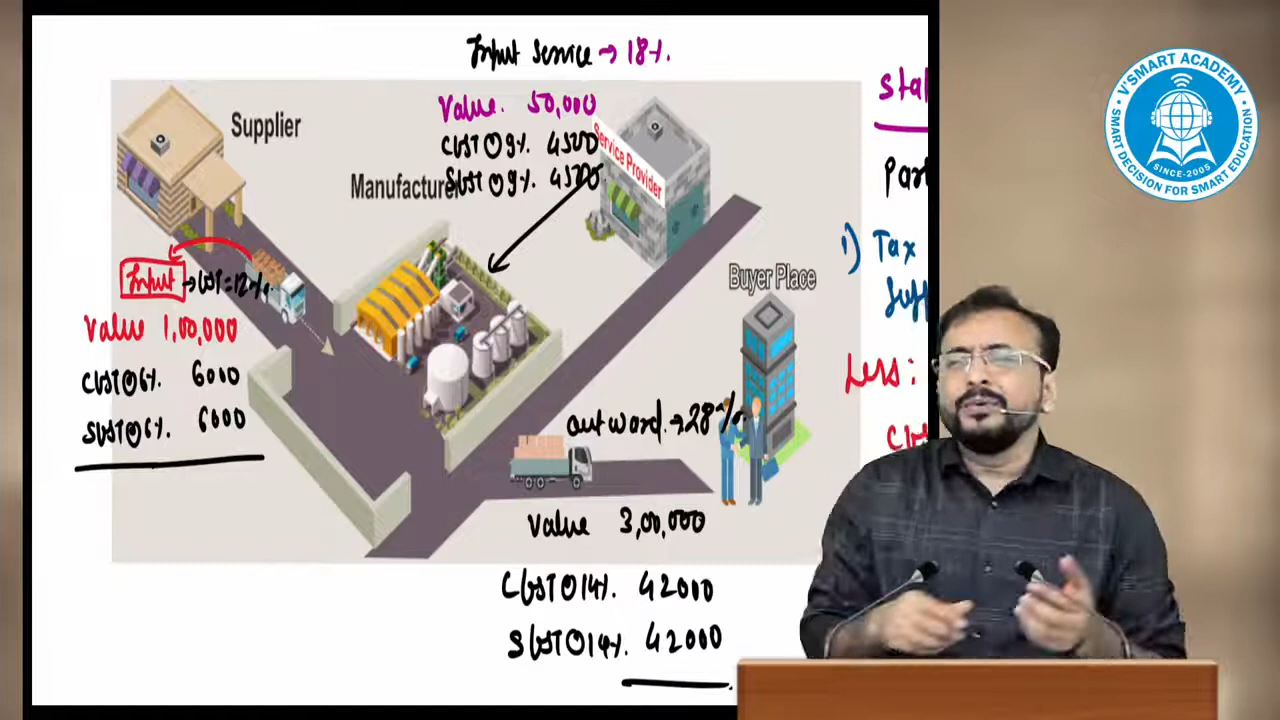 Input Service → 18%.
Value. 50,000
CGST@9%. 4500
SGST@9%. 4500
Supplier
Manufacturer
Service Provider
Input → GST = 12%.
Value 1,00,000
CGST@6%. 6000
SGST@6%. 6000
Buyer Place
outward. → 28%.
Value 3,00,000
CGST@14%. 42000
SGST@14%. 42000
i) Tax
Less:
V'SMART ACADEMY
SINCE-2005
SMART DECISION FOR SMART EDUCATION